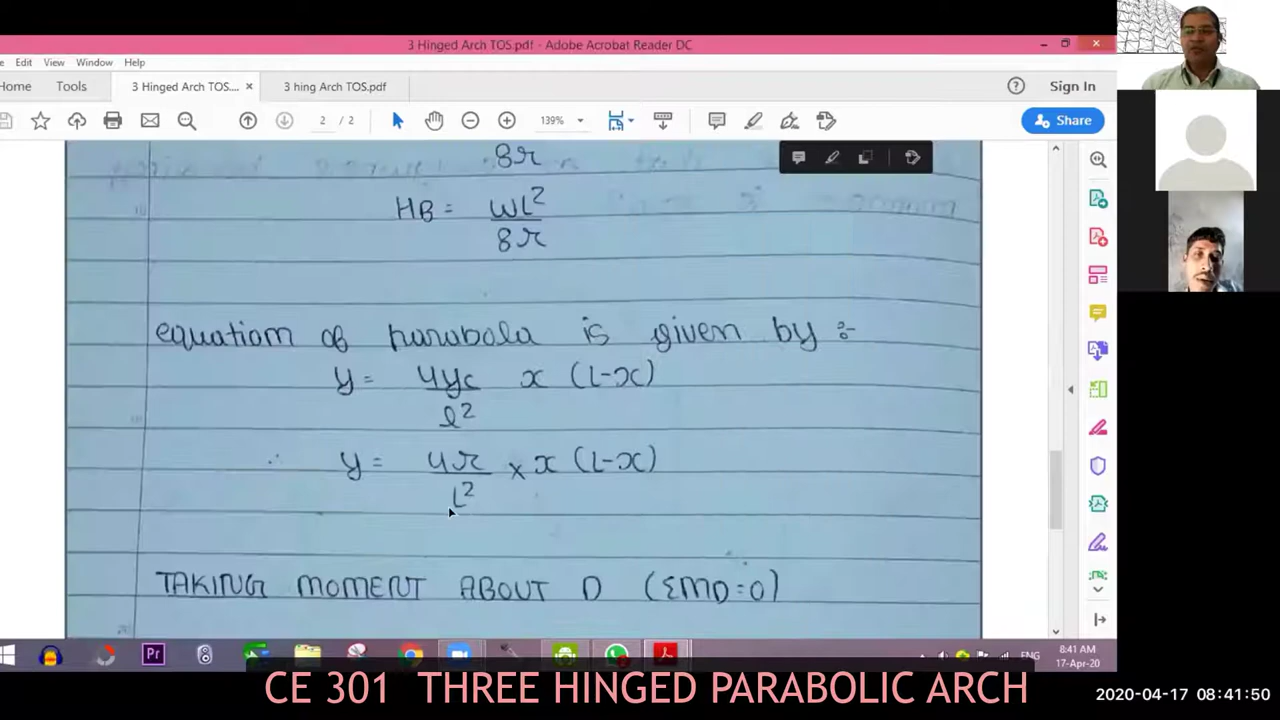 3 Hinged Arch TOS.pdf - Adobe Acrobat Reader DC
File Edit View Window Help
Home Tools 3 Hinged Arch TOS.... × 3 hing Arch TOS.pdf Sign In
2 / 2 139% Share
8r
HB = wL²
8r
equation of parabola is given by :-
y = 4yc x (L-x)
l²
∴ y = 4r × x (L-x)
L²
TAKING MOMENT ABOUT D (ΣMD=0)
Pr
ENG
8:41 AM
17-Apr-20
CE 301 THREE HINGED PARABOLIC ARCH
2020-04-17 08:41:50